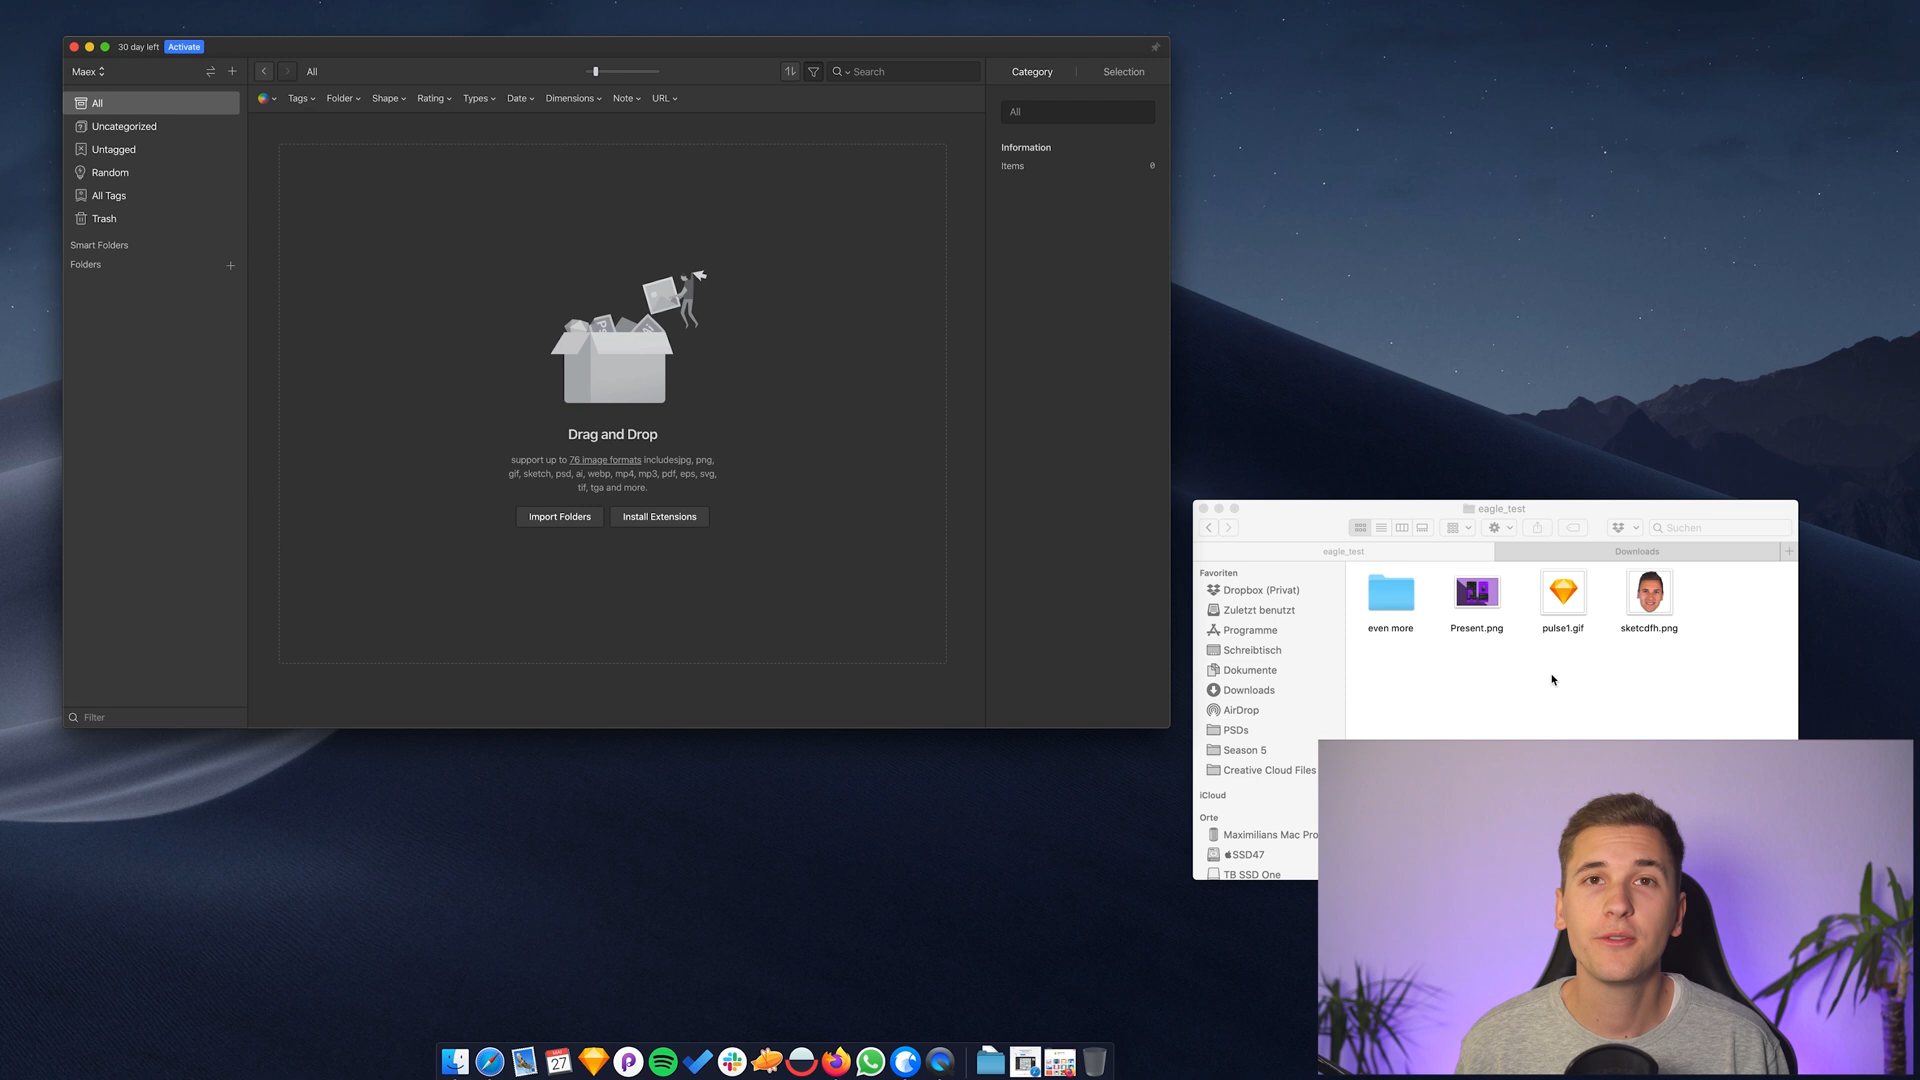 30 day left Activate
Maex
All
Search
Category
Selection
Tags
Folder
Shape
Rating
Types
Date
Dimensions
Note
URL
All
Uncategorized
Untagged
Random
All Tags
Trash
Smart Folders
Folders
Filter
Drag and Drop
support up to 76 image formats includesjpg, png,
gif, sketch, psd, ai, webp, mp4, mp3, pdf, eps, svg,
tif, tga and more.
Import Folders
Install Extensions
All
Information
Items 0
eagle_test
Suchen
eagle_test
Downloads
Favoriten
Dropbox (Privat)
Zuletzt benutzt
Programme
Schreibtisch
Dokumente
Downloads
AirDrop
PSDs
Season 5
Creative Cloud Files
iCloud
Orte
Maximilians Mac Pro
SSD47
TB SSD One
even more
Present.png
pulse1.gif
sketcdfh.png
27